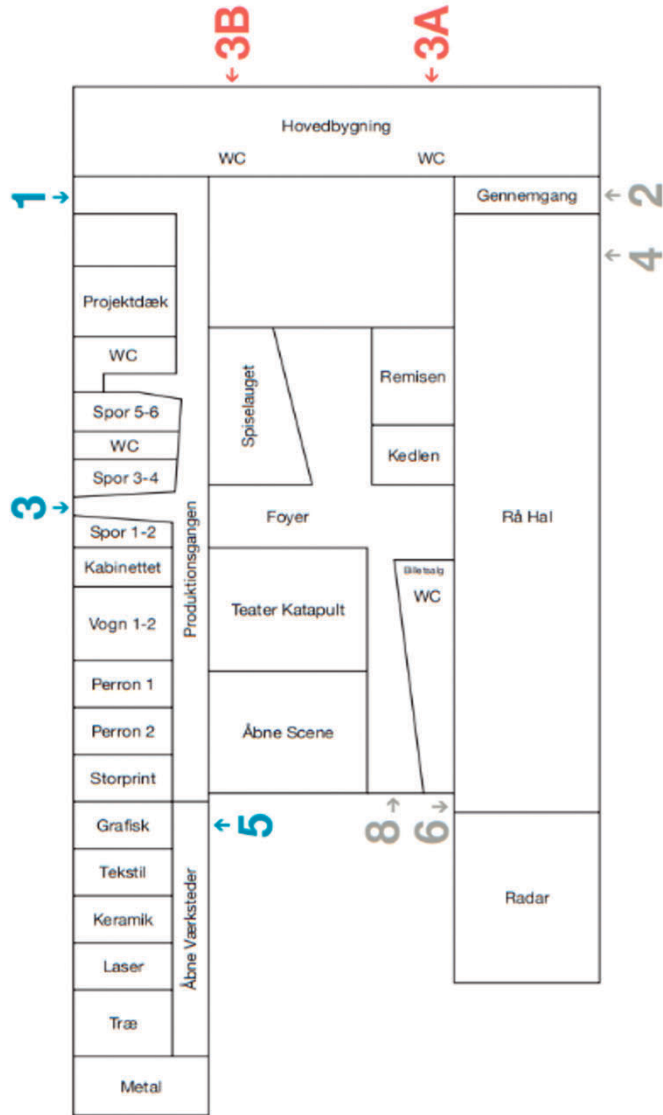 ← 3B
← 3A
Hovedbygning
WC
WC
1 →
Gennemgang
← 2
← 4
Projektdæk
WC
Spor 5-6
WC
Spor 3-4
3 →
Spor 1-2
Kabinettet
Vogn 1-2
Perron 1
Perron 2
Storprint
Produktionsgangen
Spiselauget
Remisen
Kedlen
Foyer
Rå Hal
Billetsalg
WC
Teater Katapult
Åbne Scene
← 5
8 →
6 →
Grafisk
Tekstil
Keramik
Laser
Træ
Metal
Åbne Værksteder
Radar